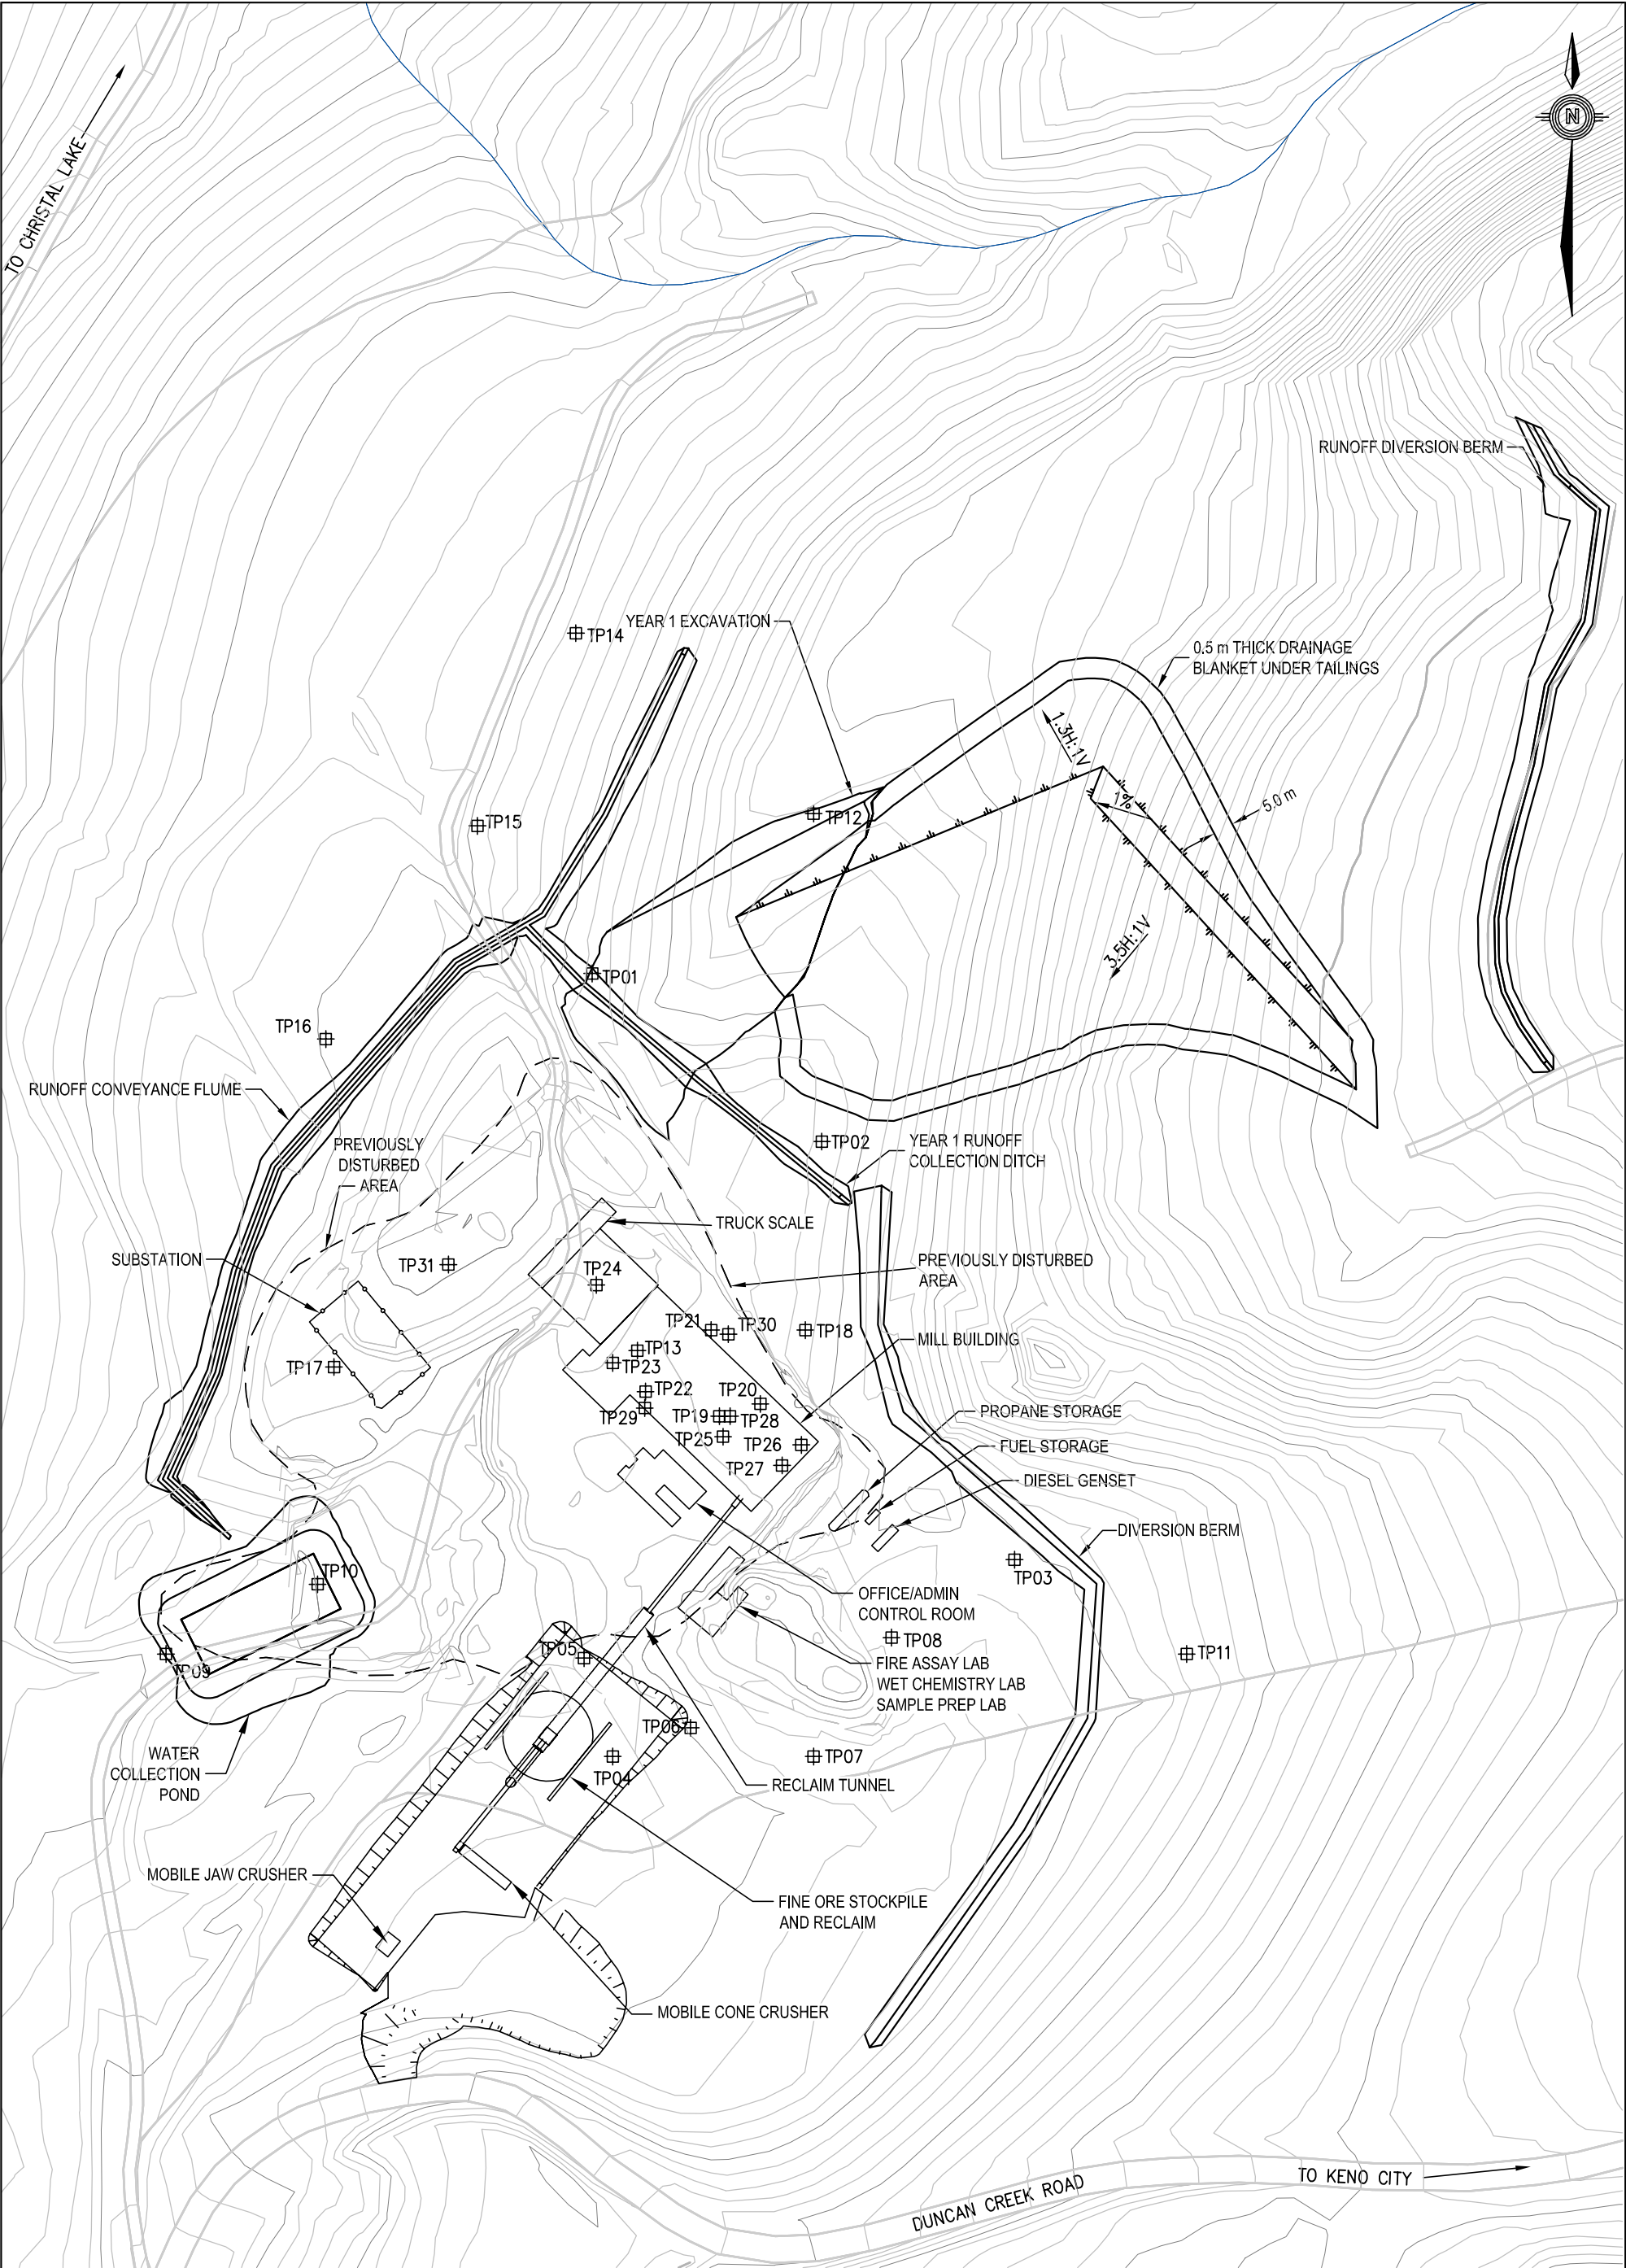 TO CHRISTAL LAKE
N
RUNOFF DIVERSION BERM
YEAR 1 EXCAVATION
TP14
0.5 m THICK DRAINAGE
BLANKET UNDER TAILINGS
1.3H:1V
1%
5.0 m
TP12
TP15
3.5H:1V
TP01
TP16
RUNOFF CONVEYANCE FLUME
PREVIOUSLY
DISTURBED
AREA
TP02
YEAR 1 RUNOFF
COLLECTION DITCH
TRUCK SCALE
SUBSTATION
TP31
TP24
PREVIOUSLY DISTURBED
AREA
TP21
TP30
TP18
MILL BUILDING
TP13
TP23
TP17
TP22
TP20
TP29
TP19
TP28
PROPANE STORAGE
TP25
TP26
FUEL STORAGE
TP27
DIESEL GENSET
DIVERSION BERM
TP10
TP03
OFFICE/ADMIN
CONTROL ROOM
TP08
TP05
TP09
TP11
FIRE ASSAY LAB
WET CHEMISTRY LAB
SAMPLE PREP LAB
TP06
WATER
COLLECTION
POND
TP07
TP04
RECLAIM TUNNEL
MOBILE JAW CRUSHER
FINE ORE STOCKPILE
AND RECLAIM
MOBILE CONE CRUSHER
DUNCAN CREEK ROAD
TO KENO CITY